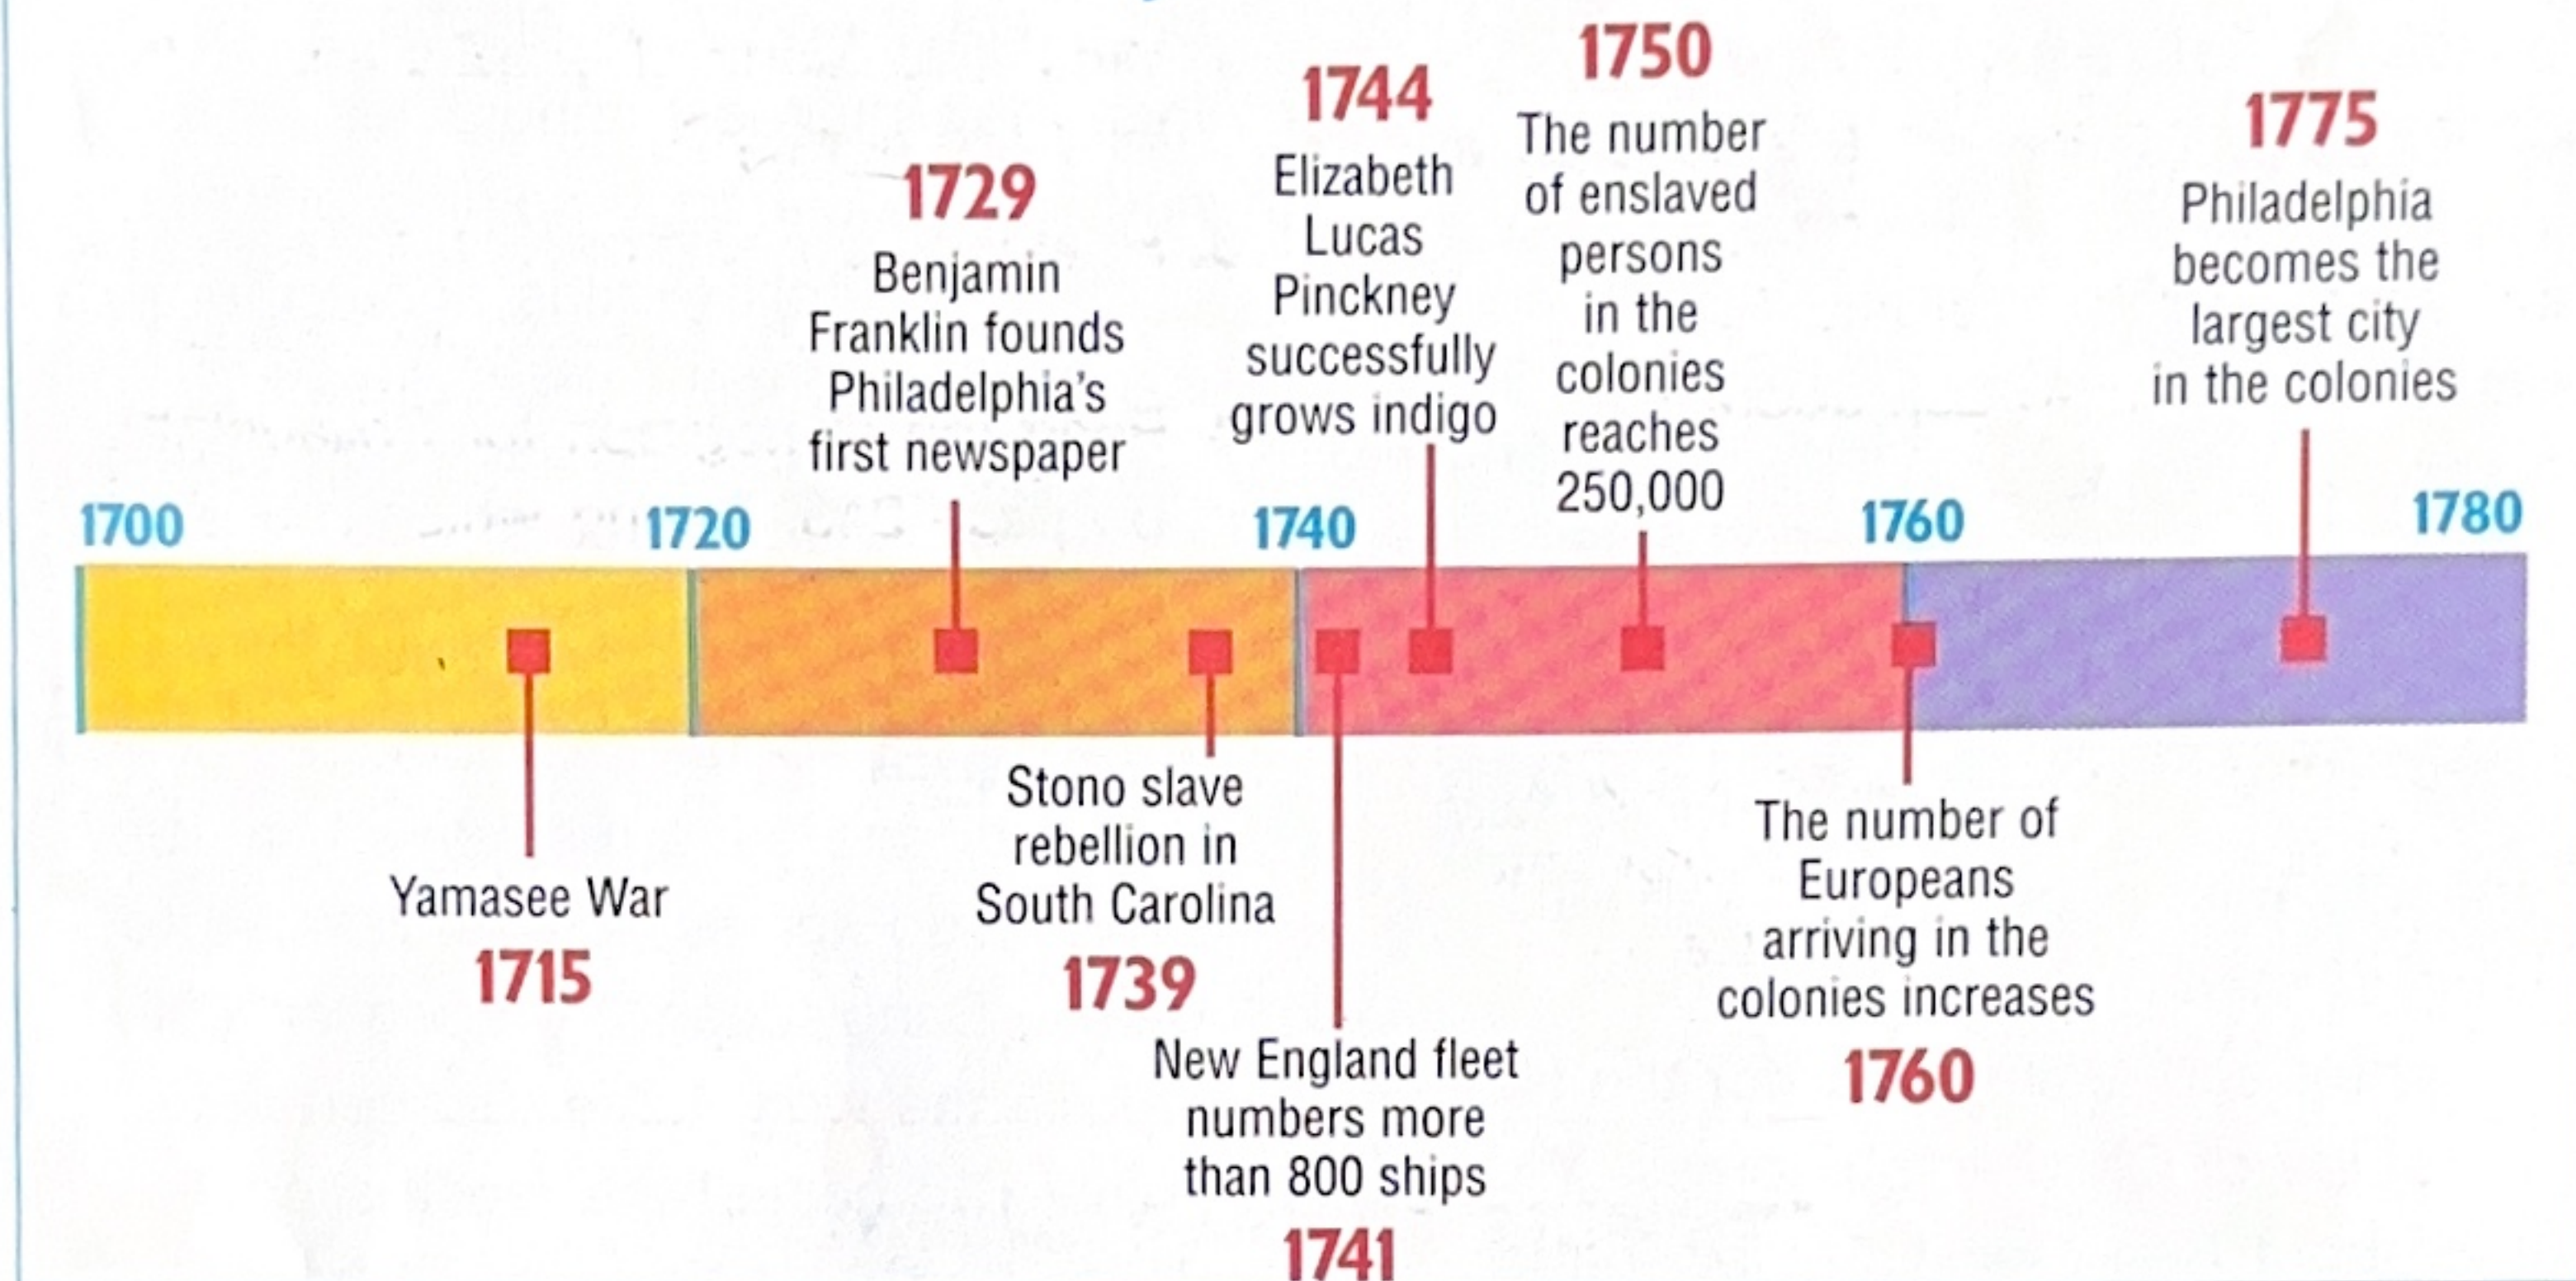 1729
Benjamin
Franklin founds
Philadelphia's
first newspaper
1744
Elizabeth
Lucas
Pinckney
successfully
grows indigo
1750
The number
of enslaved
persons
in the
colonies
reaches
250,000
1775
Philadelphia
becomes the
largest city
in the colonies
1700
1720
1740
1760
1780
Yamasee War
1715
Stono slave
rebellion in
South Carolina
1739
New England fleet
numbers more
than 800 ships
1741
The number of
Europeans
arriving in the
colonies increases
1760